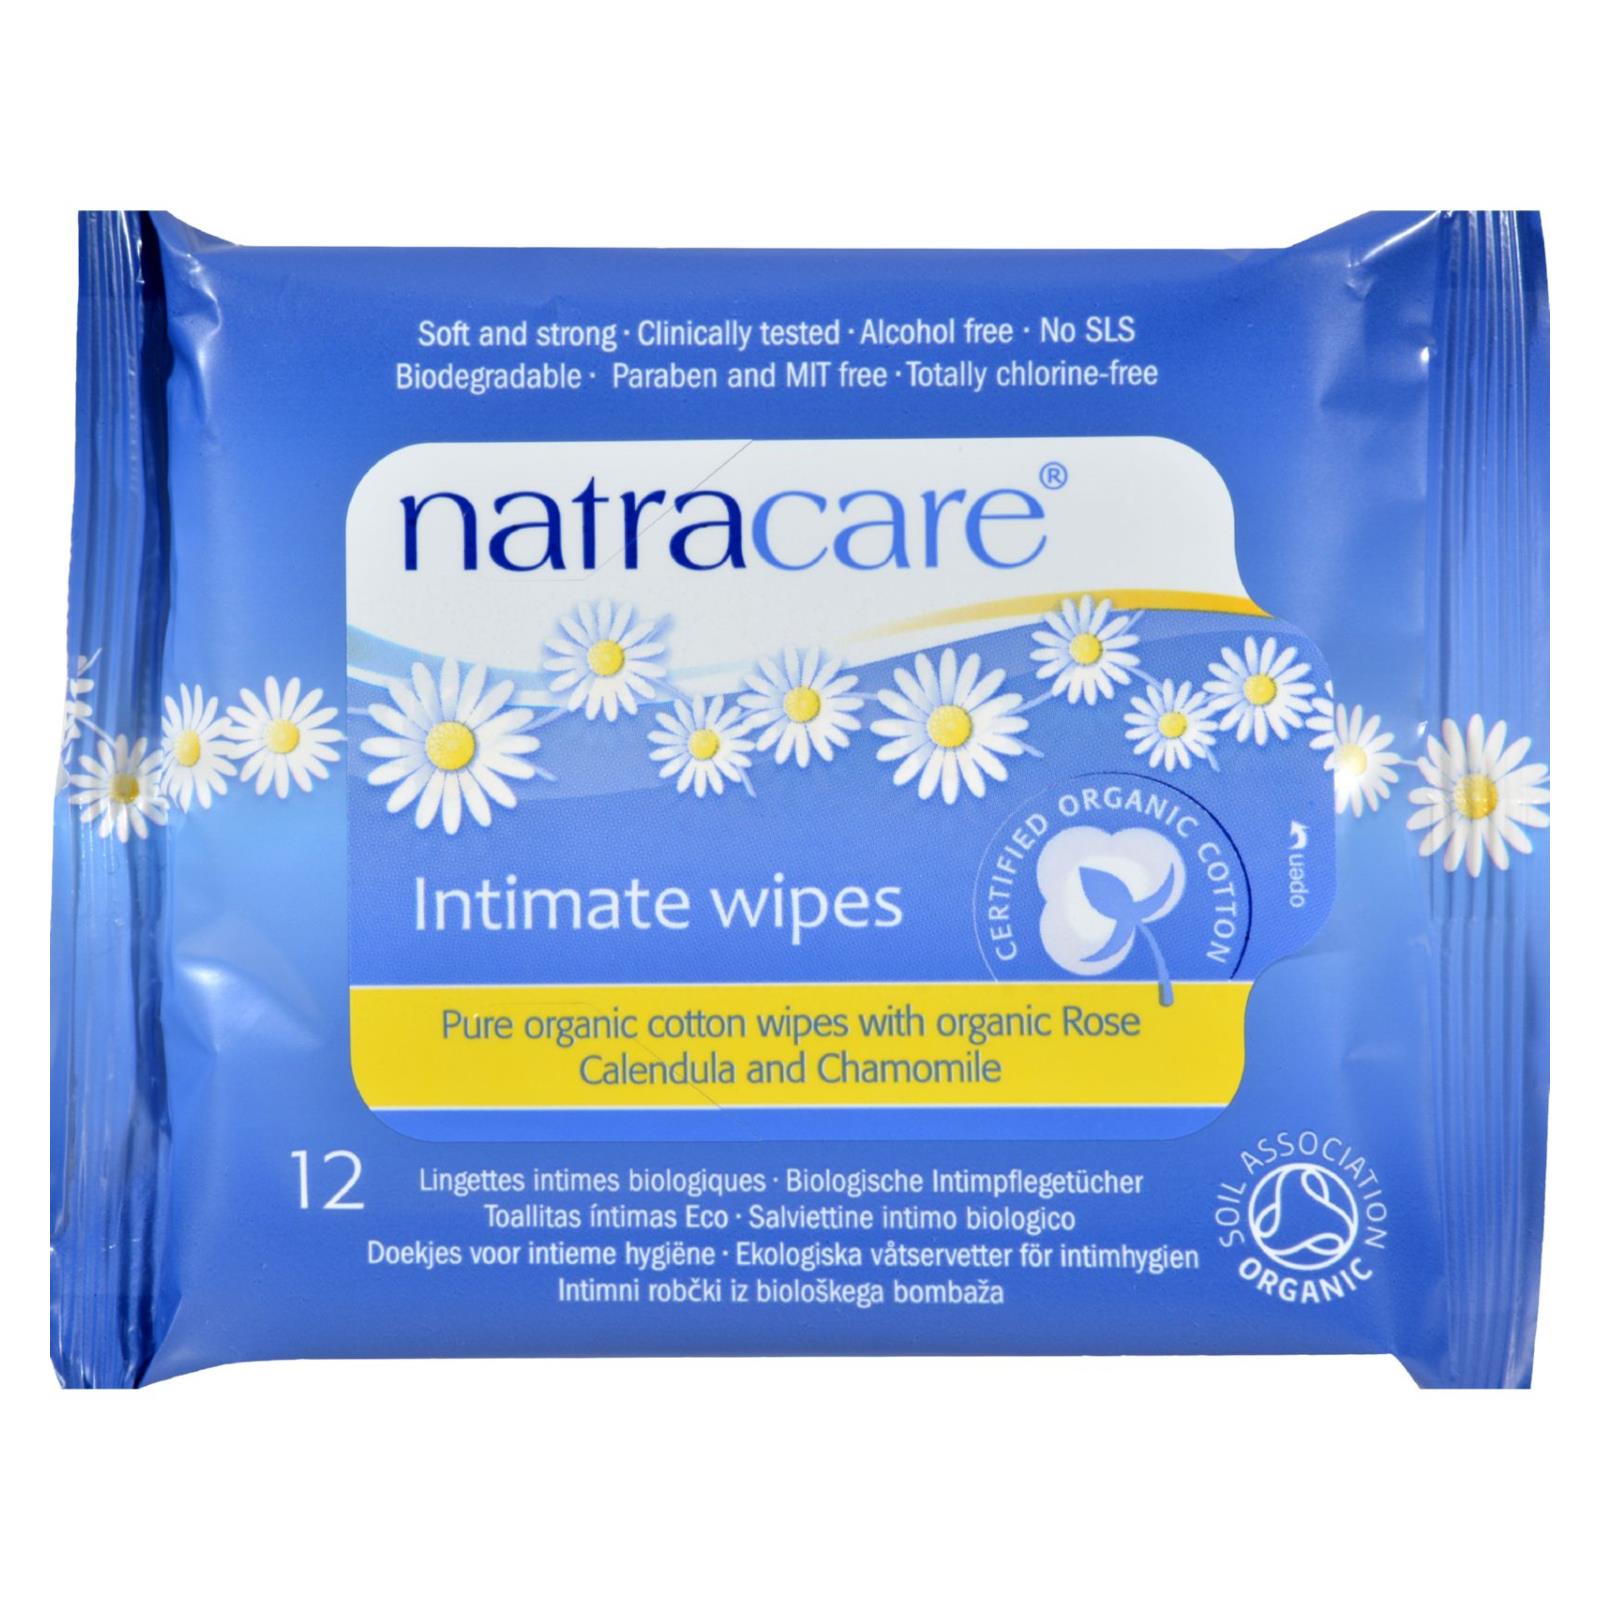 Soft and strong · Clinically tested · Alcohol free · No SLS
Biodegradable · Paraben and MIT free · Totally chlorine-free
natracare®
CERTIFIED ORGANIC COTTON
open
Intimate wipes
Pure organic cotton wipes with organic Rose
Calendula and Chamomile
12
Lingettes intimes biologiques · Biologische Intimpflegetücher
Toallitas íntimas Eco · Salviettine intimo biologico
Doekjes voor intieme hygiëne · Ekologiska våtservetter för intimhygien
Intimni robčki iz biološkega bombaža
SOIL ASSOCIATION
ORGANIC